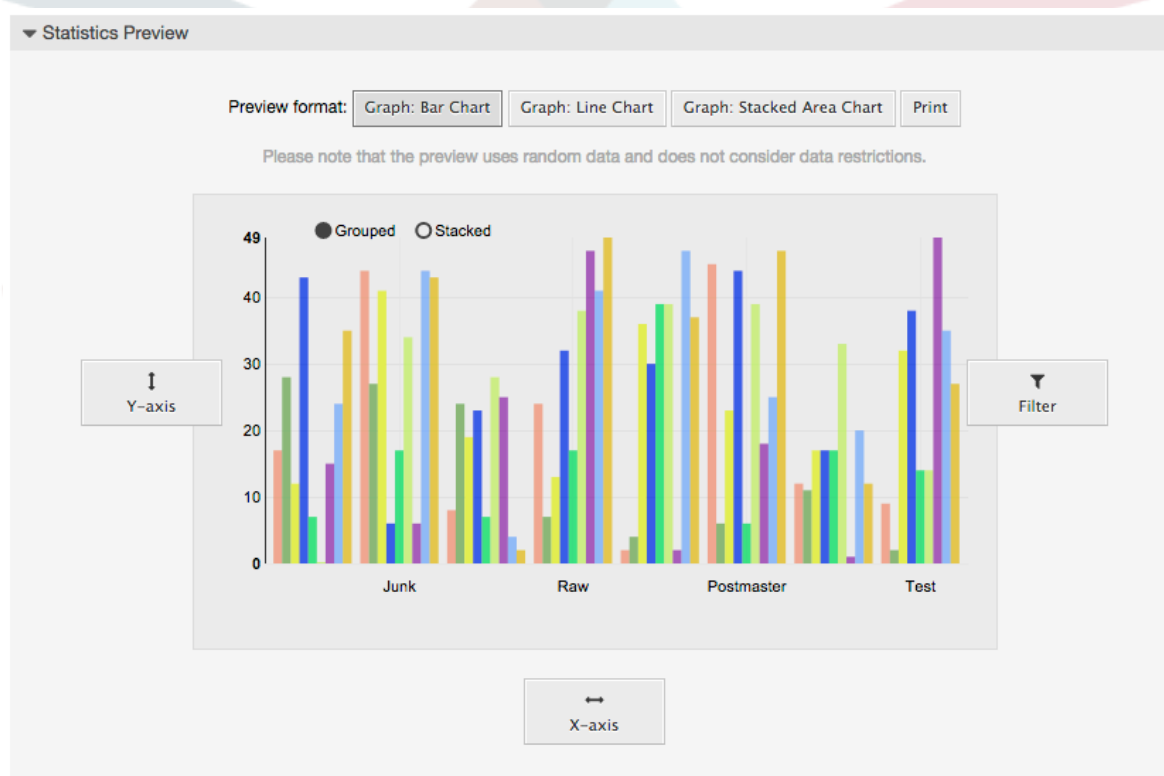 Statistics Preview
Preview format: Graph: Bar Chart Graph: Line Chart Graph: Stacked Area Chart Print
Please note that the preview uses random data and does not consider data restrictions.
Grouped Stacked
49
40
30
20
10
0
Y-axis
Filter
Junk Raw Postmaster Test
X-axis